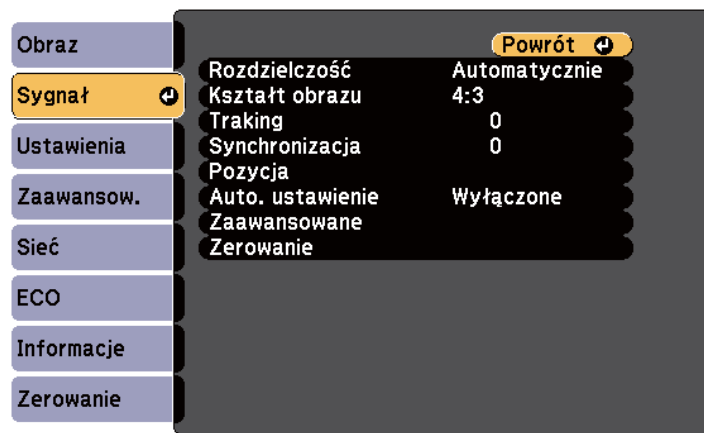 Obraz
Sygnał
Ustawienia
Zaawansow.
Sieć
ECO
Informacje
Zerowanie
Powrót
Rozdzielczość Automatycznie
Kształt obrazu 4:3
Traking 0
Synchronizacja 0
Pozycja
Auto. ustawienie Wyłączone
Zaawansowane
Zerowanie